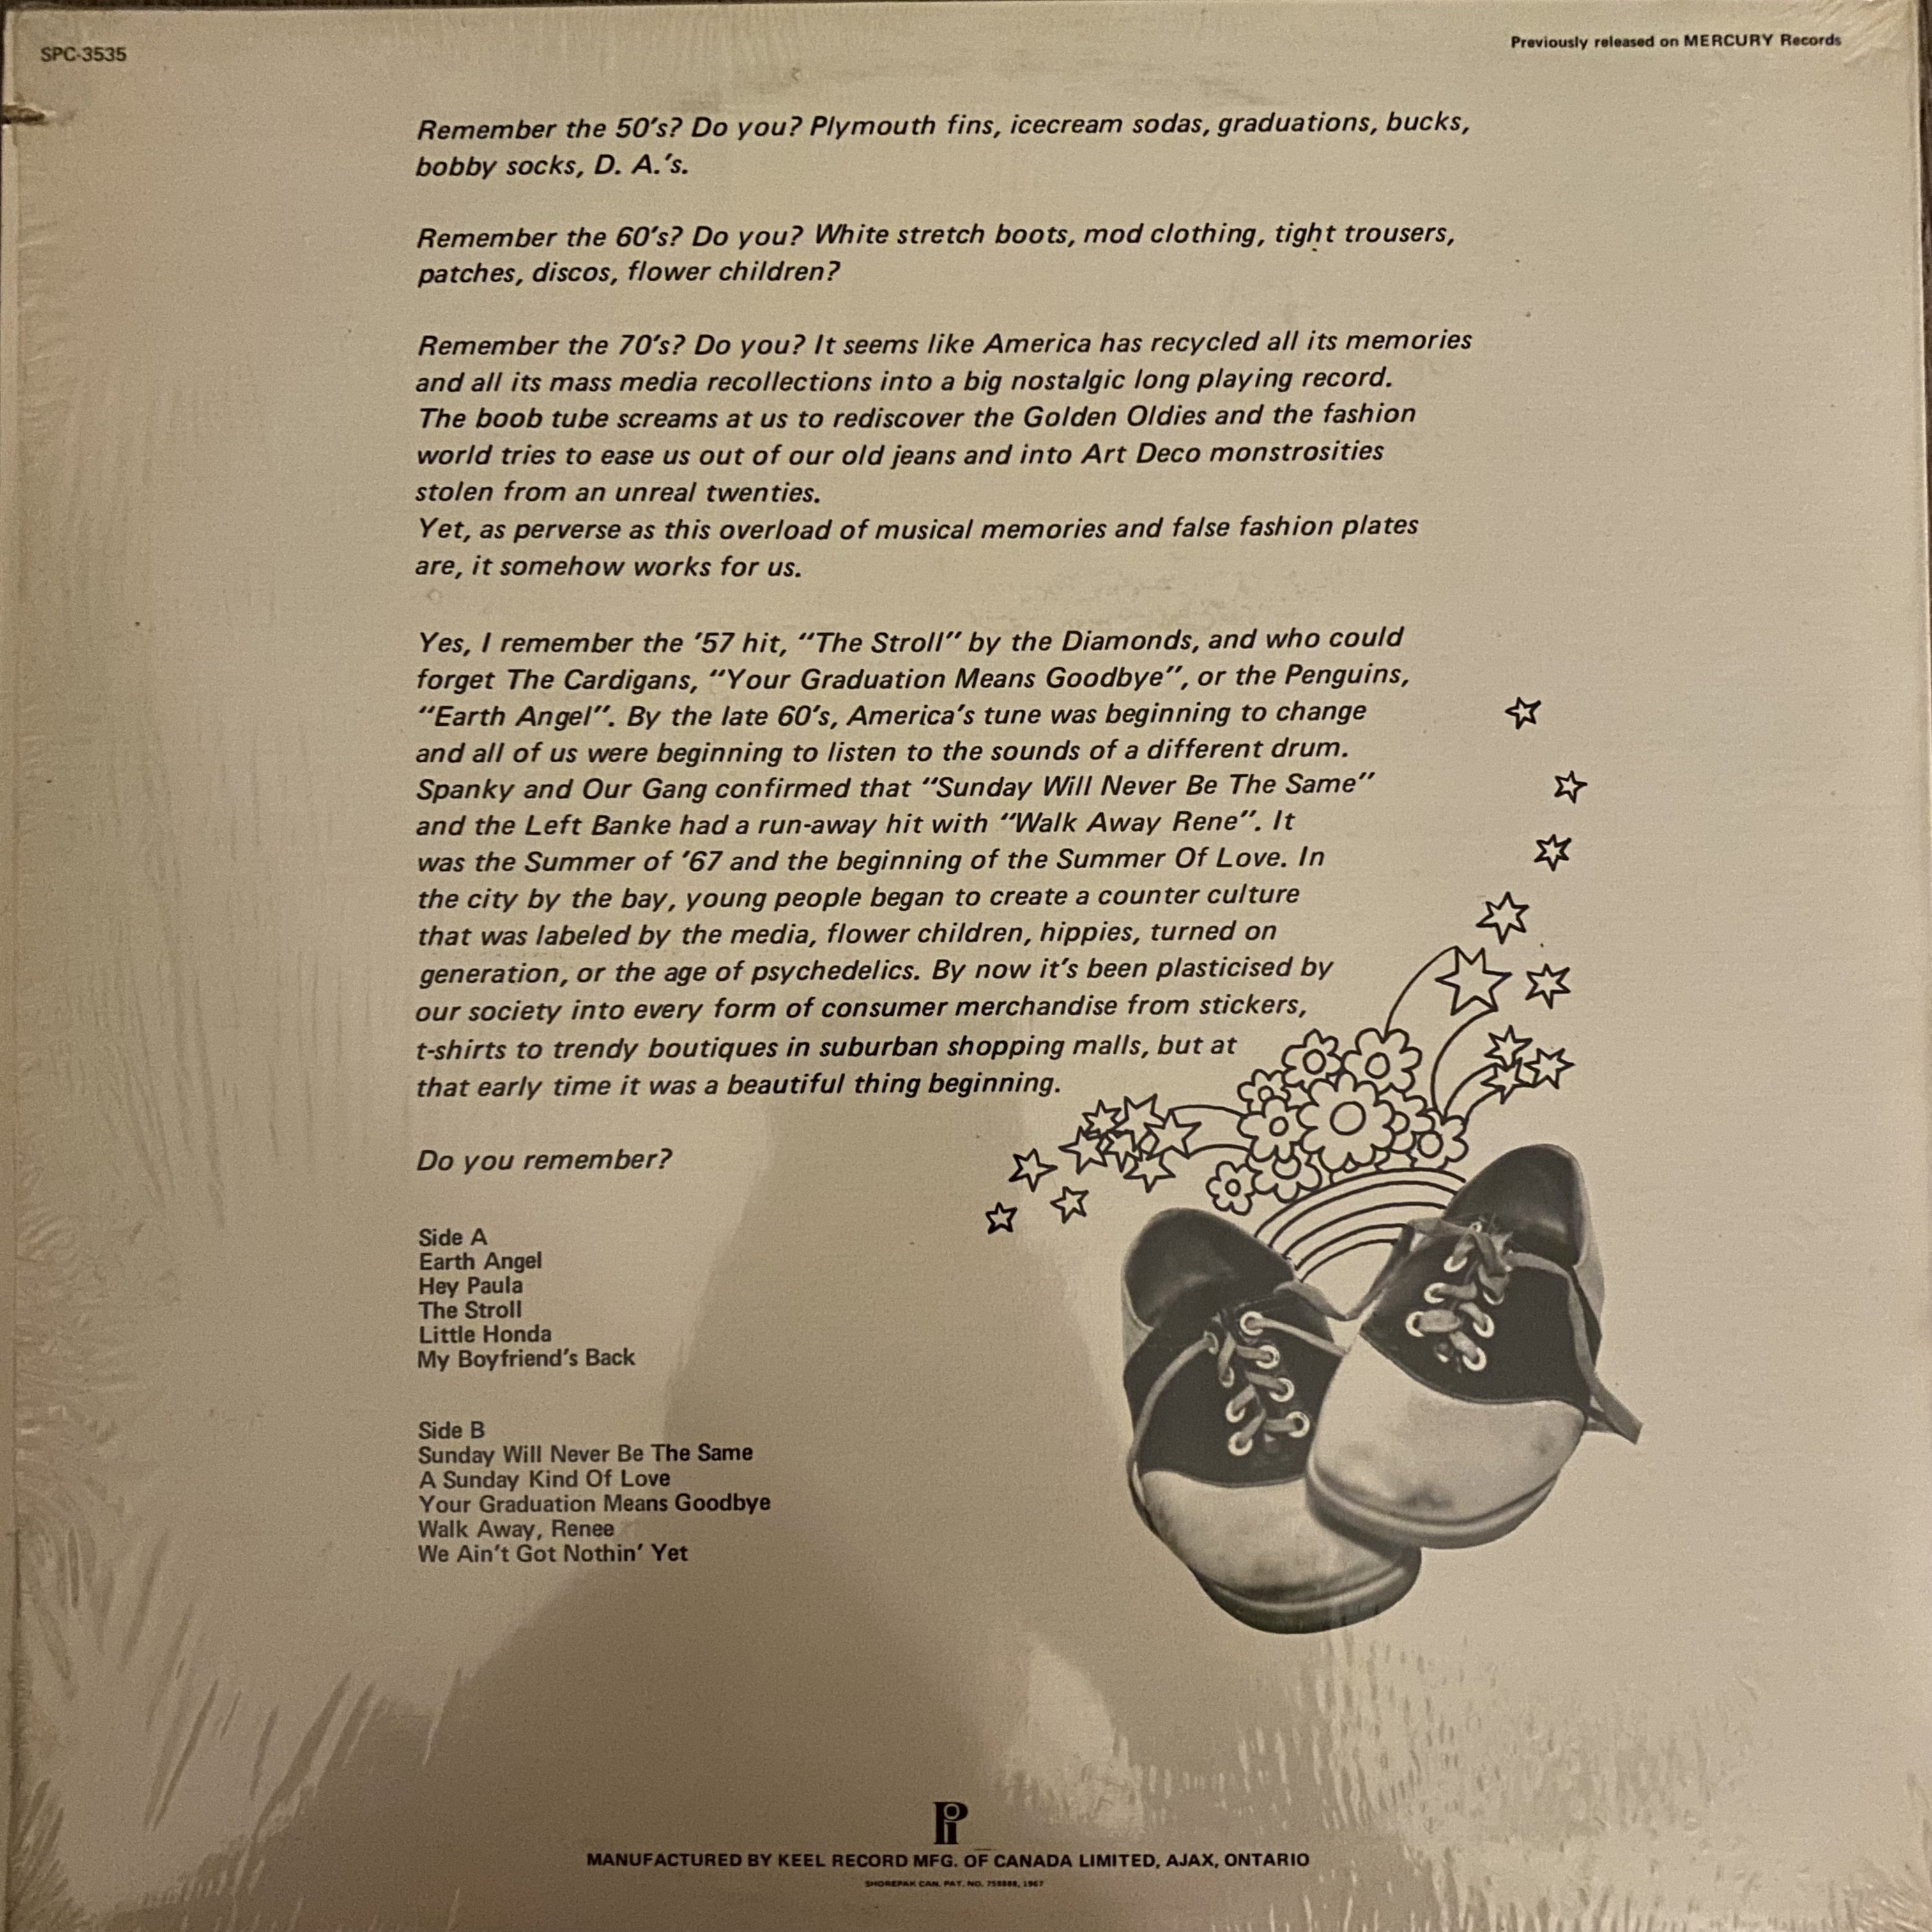 SPC-3535
Previously released on MERCURY Records
Remember the 50's? Do you? Plymouth fins, icecream sodas, graduations, bucks,
bobby socks, D. A.'s.
Remember the 60's? Do you? White stretch boots, mod clothing, tight trousers,
patches, discos, flower children?
Remember the 70's? Do you? It seems like America has recycled all its memories
and all its mass media recollections into a big nostalgic long playing record.
The boob tube screams at us to rediscover the Golden Oldies and the fashion
world tries to ease us out of our old jeans and into Art Deco monstrosities
stolen from an unreal twenties.
Yet, as perverse as this overload of musical memories and false fashion plates
are, it somehow works for us.
Yes, I remember the '57 hit, "The Stroll" by the Diamonds, and who could
forget The Cardigans, "Your Graduation Means Goodbye", or the Penguins,
"Earth Angel". By the late 60's, America's tune was beginning to change
and all of us were beginning to listen to the sounds of a different drum.
Spanky and Our Gang confirmed that "Sunday Will Never Be The Same"
and the Left Banke had a run-away hit with "Walk Away Rene". It
was the Summer of '67 and the beginning of the Summer Of Love. In
the city by the bay, young people began to create a counter culture
that was labeled by the media, flower children, hippies, turned on
generation, or the age of psychedelics. By now it's been plasticised by
our society into every form of consumer merchandise from stickers,
t-shirts to trendy boutiques in suburban shopping malls, but at
that early time it was a beautiful thing beginning.
Do you remember?
Side A
Earth Angel
Hey Paula
The Stroll
Little Honda
My Boyfriend's Back
Side B
Sunday Will Never Be The Same
A Sunday Kind Of Love
Your Graduation Means Goodbye
Walk Away, Renee
We Ain't Got Nothin' Yet
MANUFACTURED BY KEEL RECORD MFG. OF CANADA LIMITED, AJAX, ONTARIO
SHOREPAK CAN. PAT. NO. , 1967